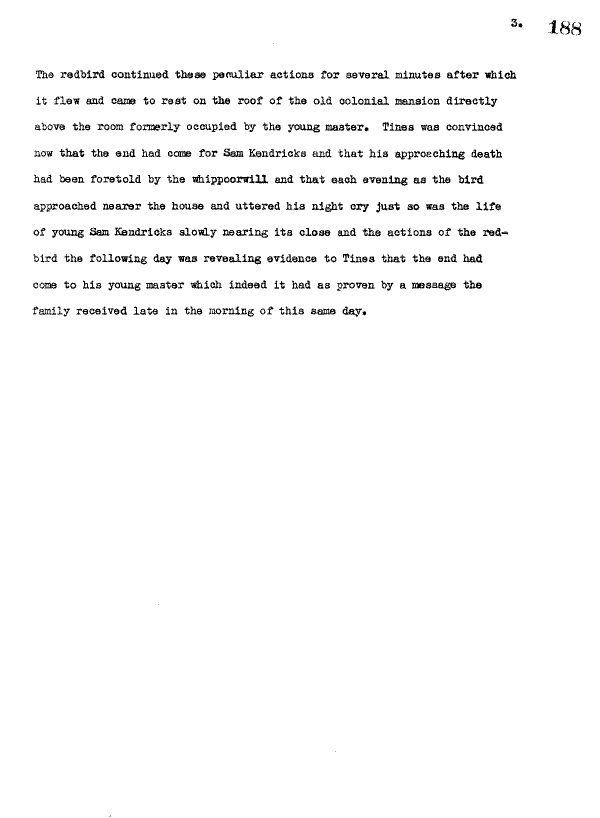 3. 188
The redbird continued these peculiar actions for several minutes after which
it flew and came to rest on the roof of the old colonial mansion directly
above the room formerly occupied by the young master. Tines was convinced
now that the end had come for Sam Kendricks and that his approaching death
had been foretold by the whippoorwill and that each evening as the bird
approached nearer the house and uttered his night cry just so was the life
of young Sam Kendricks slowly nearing its close and the actions of the red-
bird the following day was revealing evidence to Tines that the end had
come to his young master which indeed it had as proven by a message the
family received late in the morning of this same day.